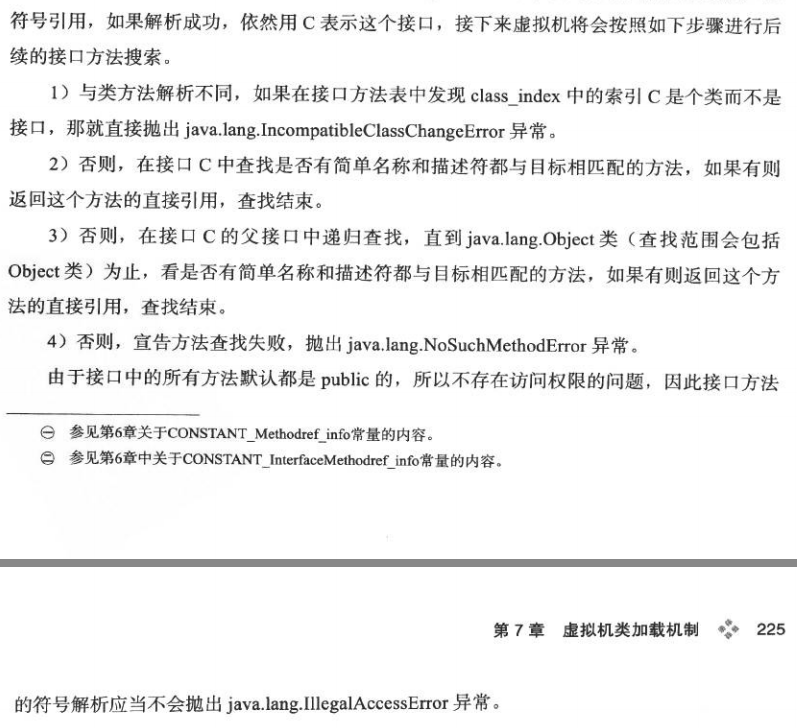 符号引用，如果解析成功，依然用 C 表示这个接口，接下来虚拟机将会按照如下步骤进行后
续的接口方法搜索。
1）与类方法解析不同，如果在接口方法表中发现 class_index 中的索引 C 是个类而不是
接口，那就直接抛出 java.lang.IncompatibleClassChangeError 异常。
2）否则，在接口 C 中查找是否有简单名称和描述符都与目标相匹配的方法，如果有则
返回这个方法的直接引用，查找结束。
3）否则，在接口 C 的父接口中递归查找，直到 java.lang.Object 类（查找范围会包括
Object 类）为止，看是否有简单名称和描述符都与目标相匹配的方法，如果有则返回这个方
法的直接引用，查找结束。
4）否则，宣告方法查找失败，抛出 java.lang.NoSuchMethodError 异常。
由于接口中的所有方法默认都是 public 的，所以不存在访问权限的问题，因此接口方法
㊀ 参见第6章关于CONSTANT_Methodref_info常量的内容。
㊁ 参见第6章中关于CONSTANT_InterfaceMethodref_info常量的内容。
第 7 章 虚拟机类加载机制 225
的符号解析应当不会抛出 java.lang.IllegalAccessError 异常。